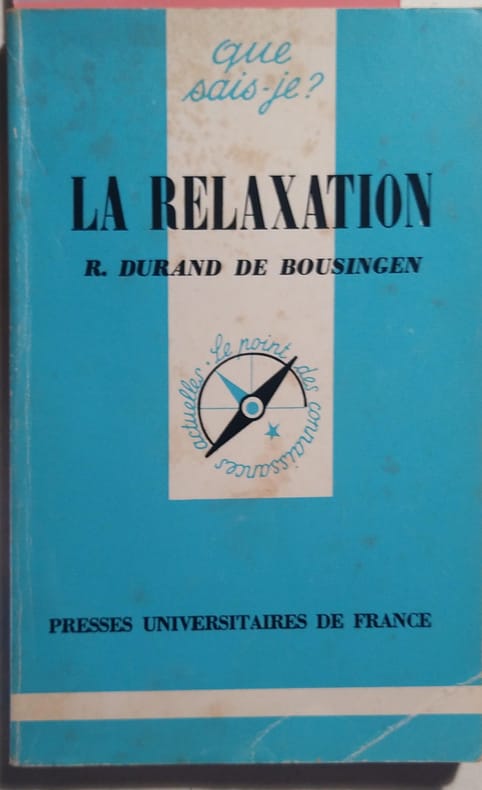 que
sais-je?
LA RELAXATION
R. DURAND DE BOUSINGEN
Le point des connaissances actuelles.
PRESSES UNIVERSITAIRES DE FRANCE